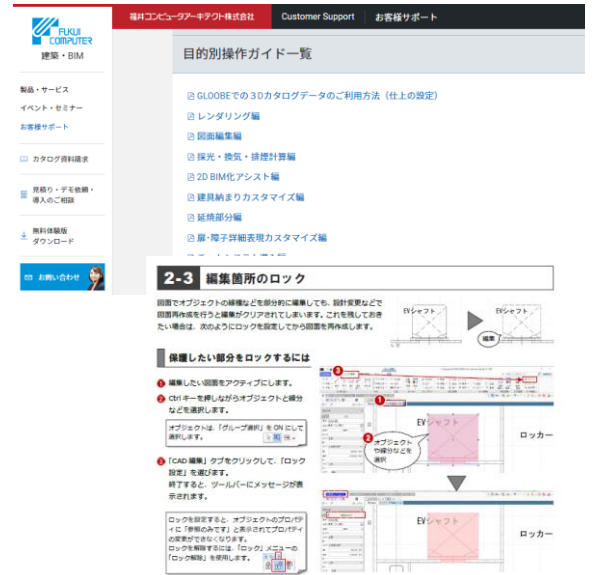 FUKUI
COMPUTER
建築・BIM
福井コンピュータアーキテクト株式会社
Customer Support
お客様サポート
製品・サービス
イベント・セミナー
お客様サポート
カタログ資料請求
見積り・デモ依頼・
導入のご相談
無料体験版
ダウンロード
お問い合わせ
目的別操作ガイド一覧
GLOOBEでの3Dカタログデータのご利用方法（仕上の設定）
レンダリング編
図面編集編
採光・換気・排煙計算編
2D BIM化アシスト編
建具納まりカスタマイズ編
延焼部分編
扉・障子詳細表現カスタマイズ編
2-3 編集箇所のロック
図面でオブジェクトの線種などを部分的に編集しても、設計変更などで
図面再作成を行うと編集がクリアされてしまいます。これを残しておき
たい場合は、次のようにロックを設定してから図面を再作成します。
EVシャフト
EVシャフト
編集
保護したい部分をロックするには
1 編集したい図面をアクティブにします。
2 Ctrl キーを押しながらオブジェクトと線分
などを選択します。
オブジェクトは、「グループ選択」を ON にして
選択します。
3 「CAD 編集」タブをクリックして、「ロック
設定」を選びます。
終了すると、ツールバーにメッセージが表
示されます。
ロックを設定すると、オブジェクトのプロパテ
ィに「参照のみです」と表示されてプロパティ
の変更ができなくなります。
ロックを解除するには、「ロック」メニューの
「ロック解除」を使用します。
3
1
2
オブジェクト
や線分などを
選択
EVシャフト
ロッカー
EVシャフト
ロッカー